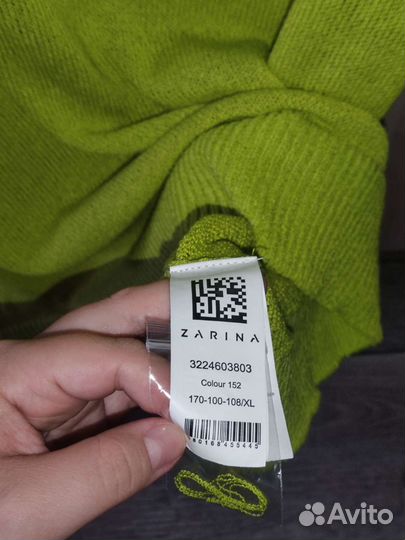 ZARINA
3224603803
Colour 152
170-100-108/XL
Avito